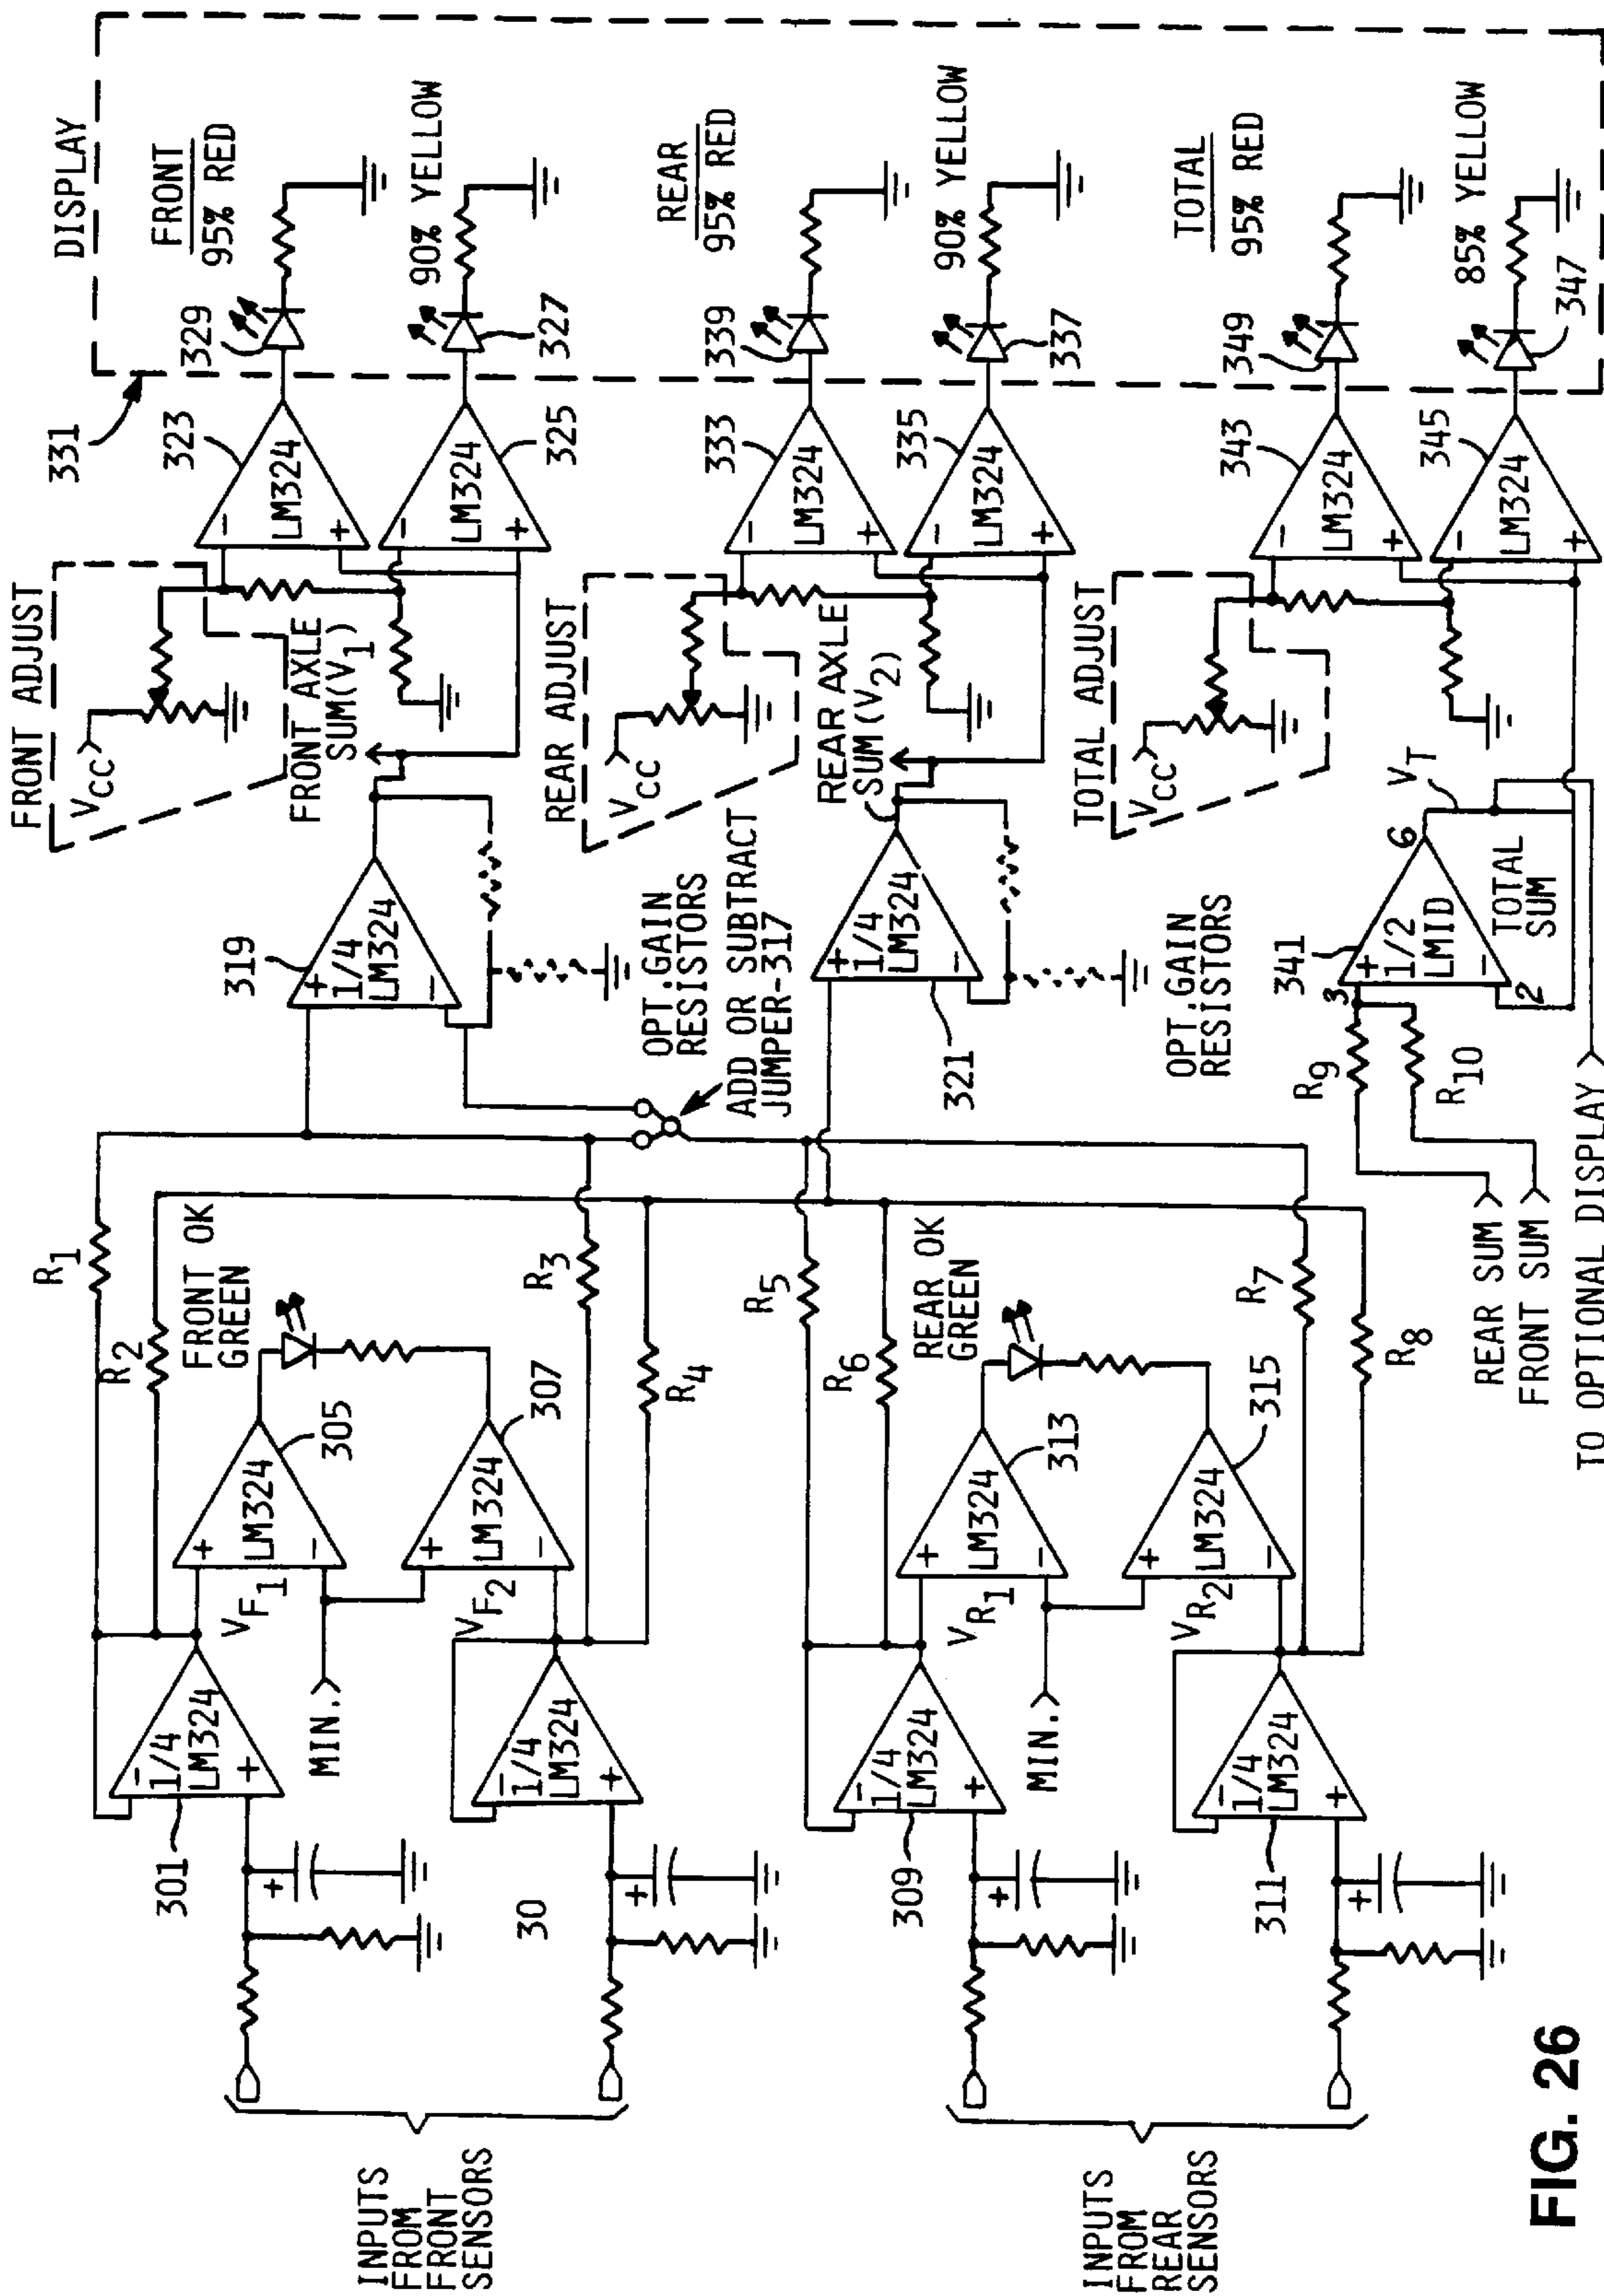 DISPLAY
331
FRONT ADJUST
VCC
FRONT AXLE
SUM(V1)
323
LM324
-
+
329
FRONT
95% RED
325
LM324
-
+
327
90% YELLOW
REAR ADJUST
VCC
REAR AXLE
SUM(V2)
333
LM324
-
+
339
REAR
95% RED
335
LM324
-
+
337
90% YELLOW
TOTAL ADJUST
VCC
343
LM324
-
+
349
TOTAL
95% RED
345
LM324
-
+
347
85% YELLOW
319
+
1/4
LM324
-
OPT.GAIN
RESISTORS
ADD OR SUBTRACT
JUMPER-317
321
+
1/4
LM324
-
OPT.GAIN
RESISTORS
341
3
+
1/2
LMID
-
2
6
VT
TOTAL
SUM
R9
R10
REAR SUM
FRONT SUM
TO OPTIONAL DISPLAY
R1
R2
FRONT OK
GREEN
R3
R4
305
+
LM324
-
VF1
307
+
LM324
-
VF2
MIN.
301
-
1/4
LM324
+
30
-
1/4
LM324
+
+
+
INPUTS
FROM
FRONT
SENSORS
R5
R6
REAR OK
GREEN
R7
R8
313
+
LM324
-
VR1
315
+
LM324
-
VR2
MIN.
309
-
1/4
LM324
+
311
-
1/4
LM324
+
+
+
INPUTS
FROM
REAR
SENSORS
FIG. 26